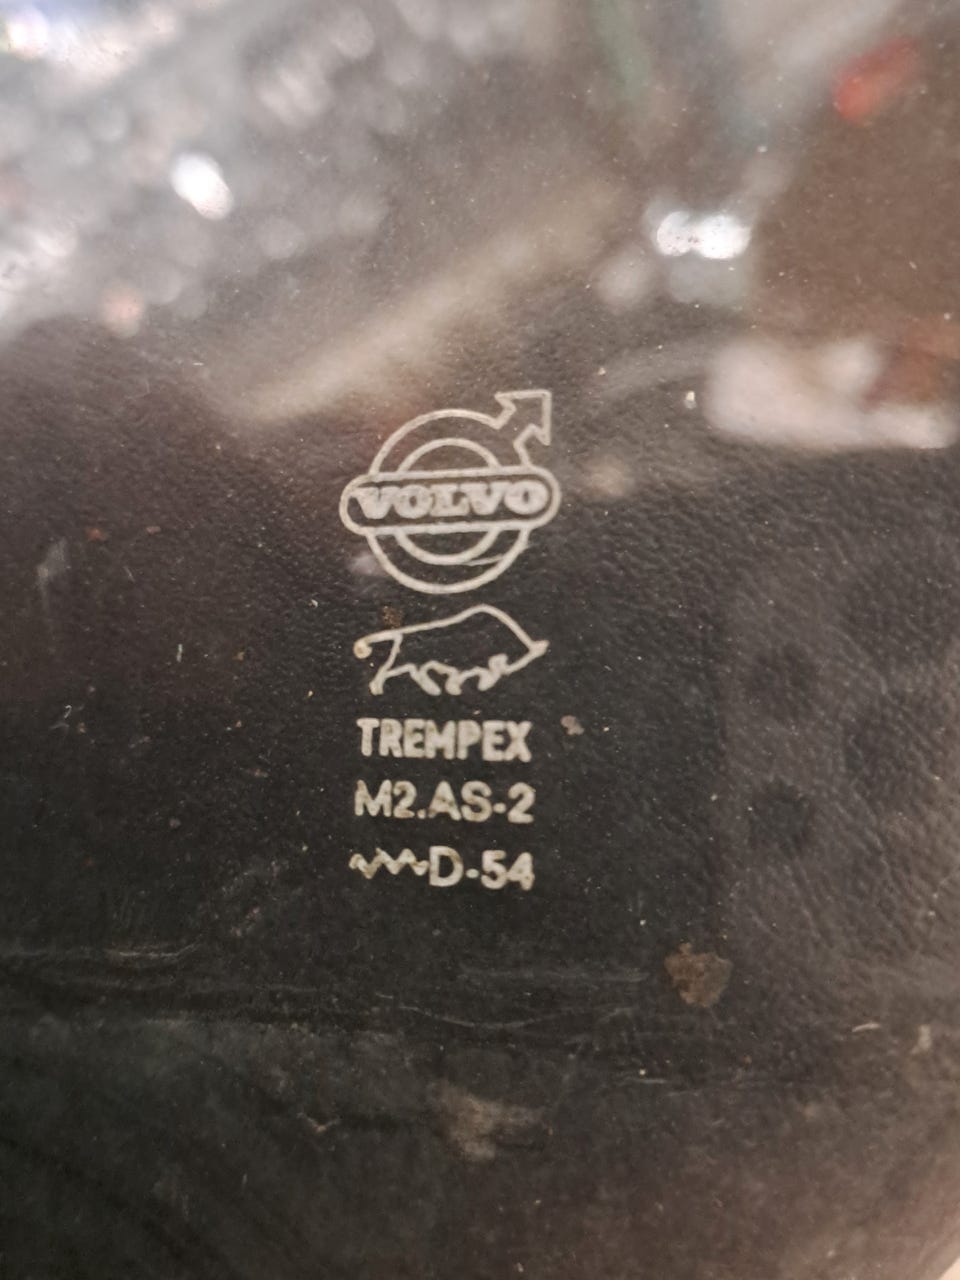 VOLVO
TREMPEX
M2.AS-2
D-54